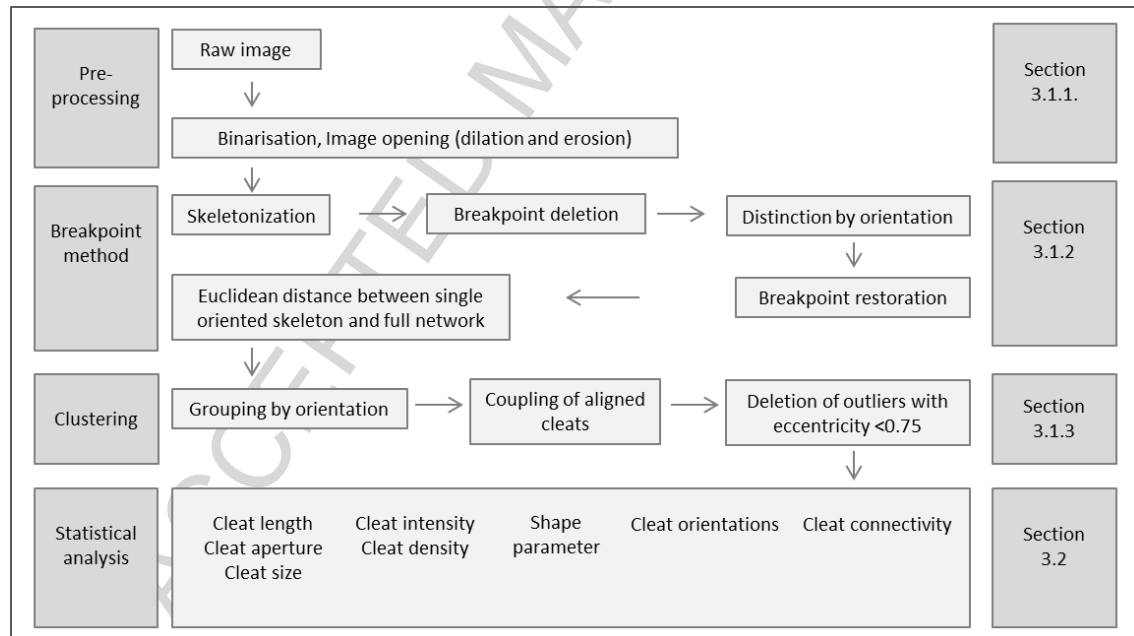 Pre-
processing
Raw image
Binarisation, Image opening (dilation and erosion)
Section
3.1.1.
Breakpoint
method
Skeletonization
Breakpoint deletion
Distinction by orientation
Breakpoint restoration
Euclidean distance between single
oriented skeleton and full network
Section
3.1.2
Clustering
Grouping by orientation
Coupling of aligned
cleats
Deletion of outliers with
eccentricity <0.75
Section
3.1.3
Statistical
analysis
Cleat length
Cleat aperture
Cleat size
Cleat intensity
Cleat density
Shape
parameter
Cleat orientations
Cleat connectivity
Section
3.2
ACCEPTED MA